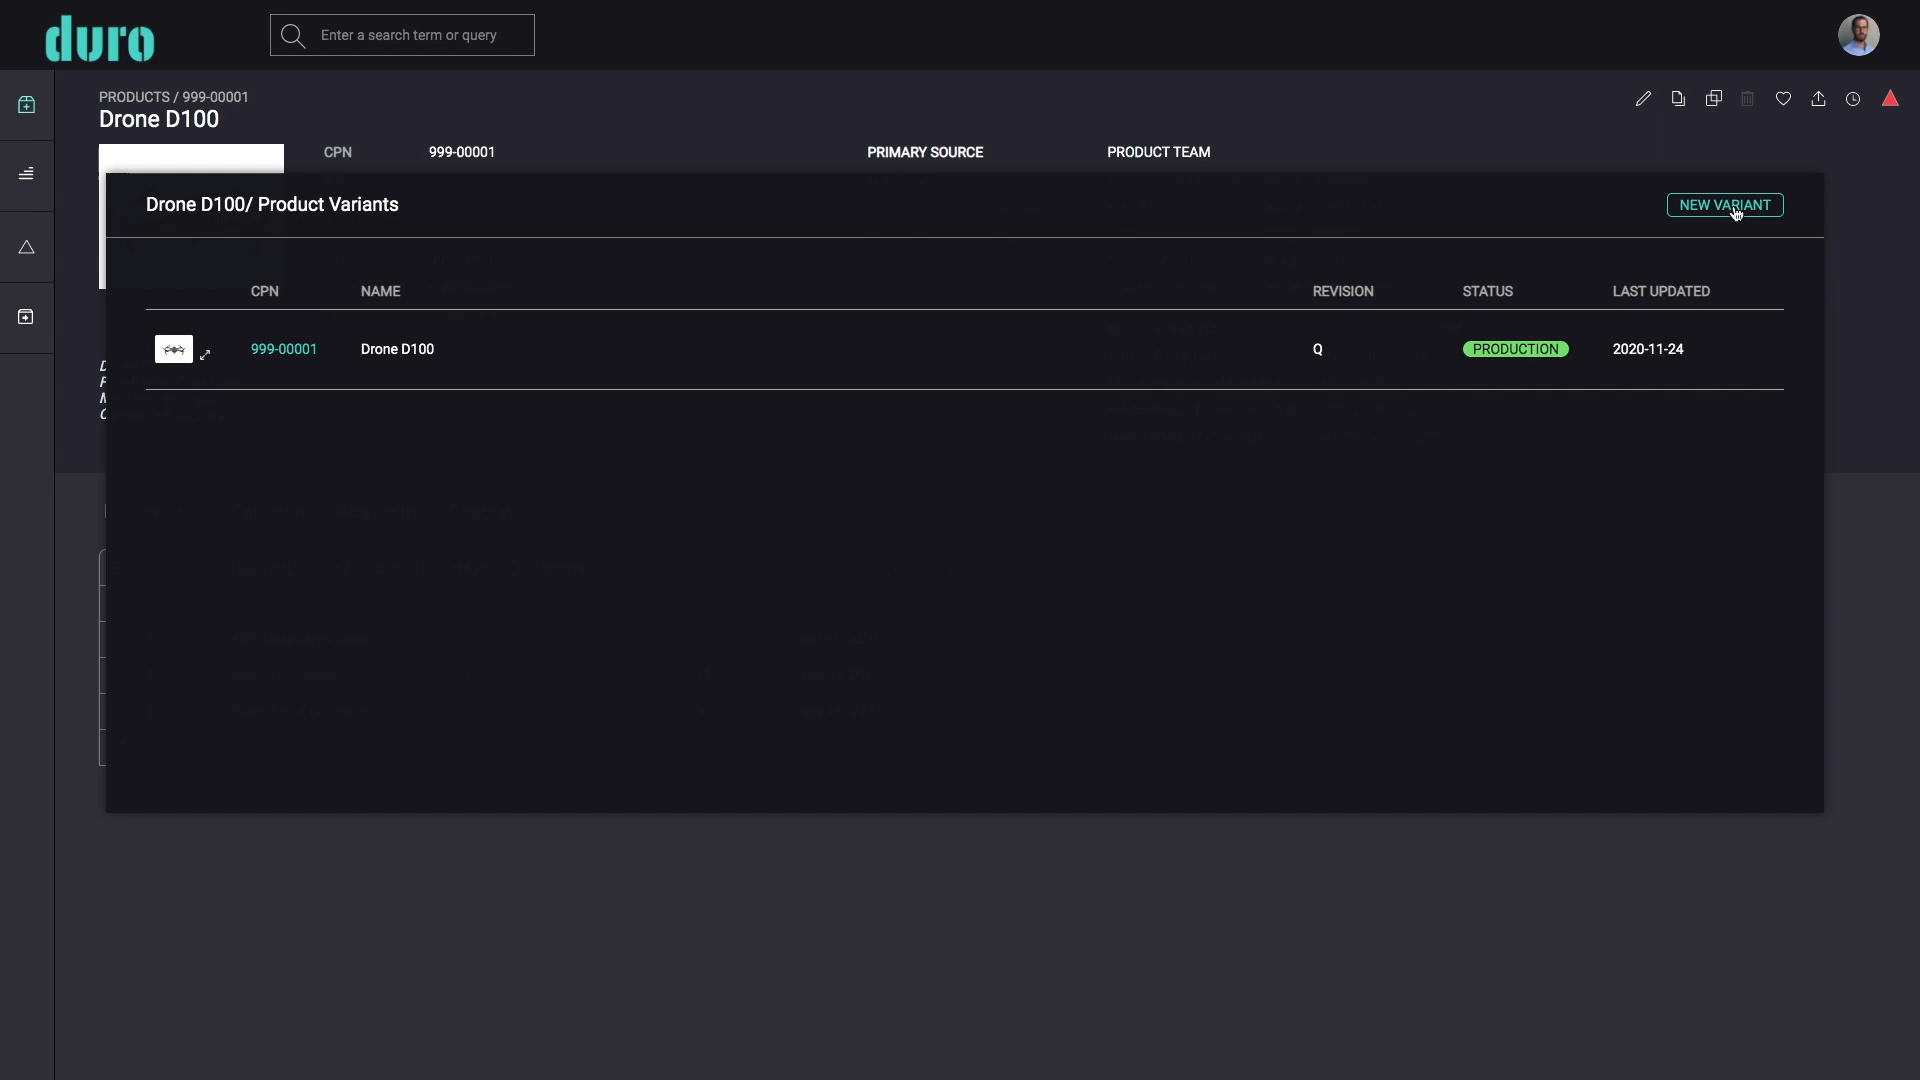 duro
Enter a search term or query
PRODUCTS / 999-00001
Drone D100
CPN 999-00001 PRIMARY SOURCE PRODUCT TEAM
Drone D100/ Product Variants NEW VARIANT
CPN NAME REVISION STATUS LAST UPDATED
999-00001 Drone D100 Q PRODUCTION 2020-11-24